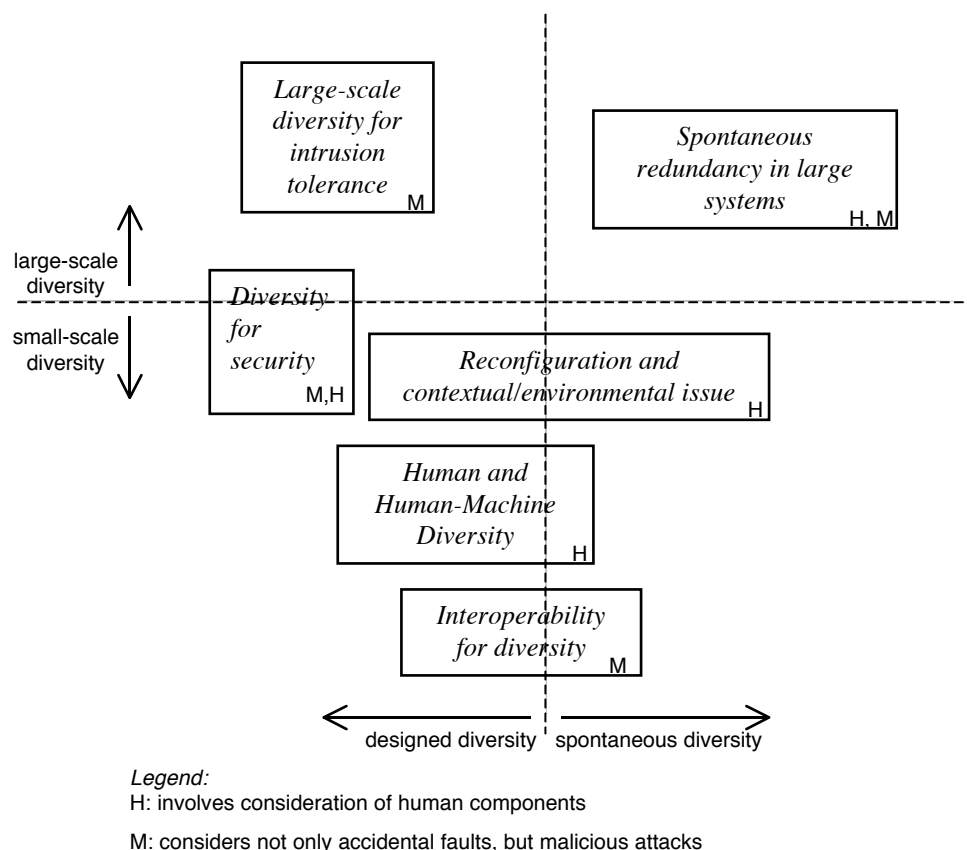 Large-scale
diversity for
intrusion
tolerance
M
Spontaneous
redundancy in large
systems
H, M
large-scale
diversity
small-scale
diversity
Diversity
for
security
M,H
Reconfiguration and
contextual/environmental issue
H
Human and
Human-Machine
Diversity
H
Interoperability
for diversity
M
designed diversity
spontaneous diversity
Legend:
H: involves consideration of human components
M: considers not only accidental faults, but malicious attacks